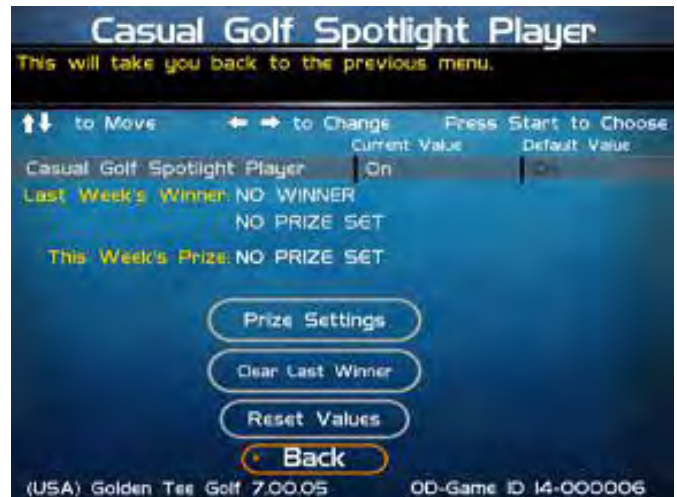 Casual Golf Spotlight Player
This will take you back to the previous menu.
to Move to Change Press Start to Choose
Current Value Default Value
Casual Golf Spotlight Player On On
Last Week's Winner: NO WINNER
NO PRIZE SET
This Week's Prize: NO PRIZE SET
Prize Settings
Clear Last Winner
Reset Values
Back
(USA) Golden Tee Golf 7.00.05 OD-Game ID 14-000006